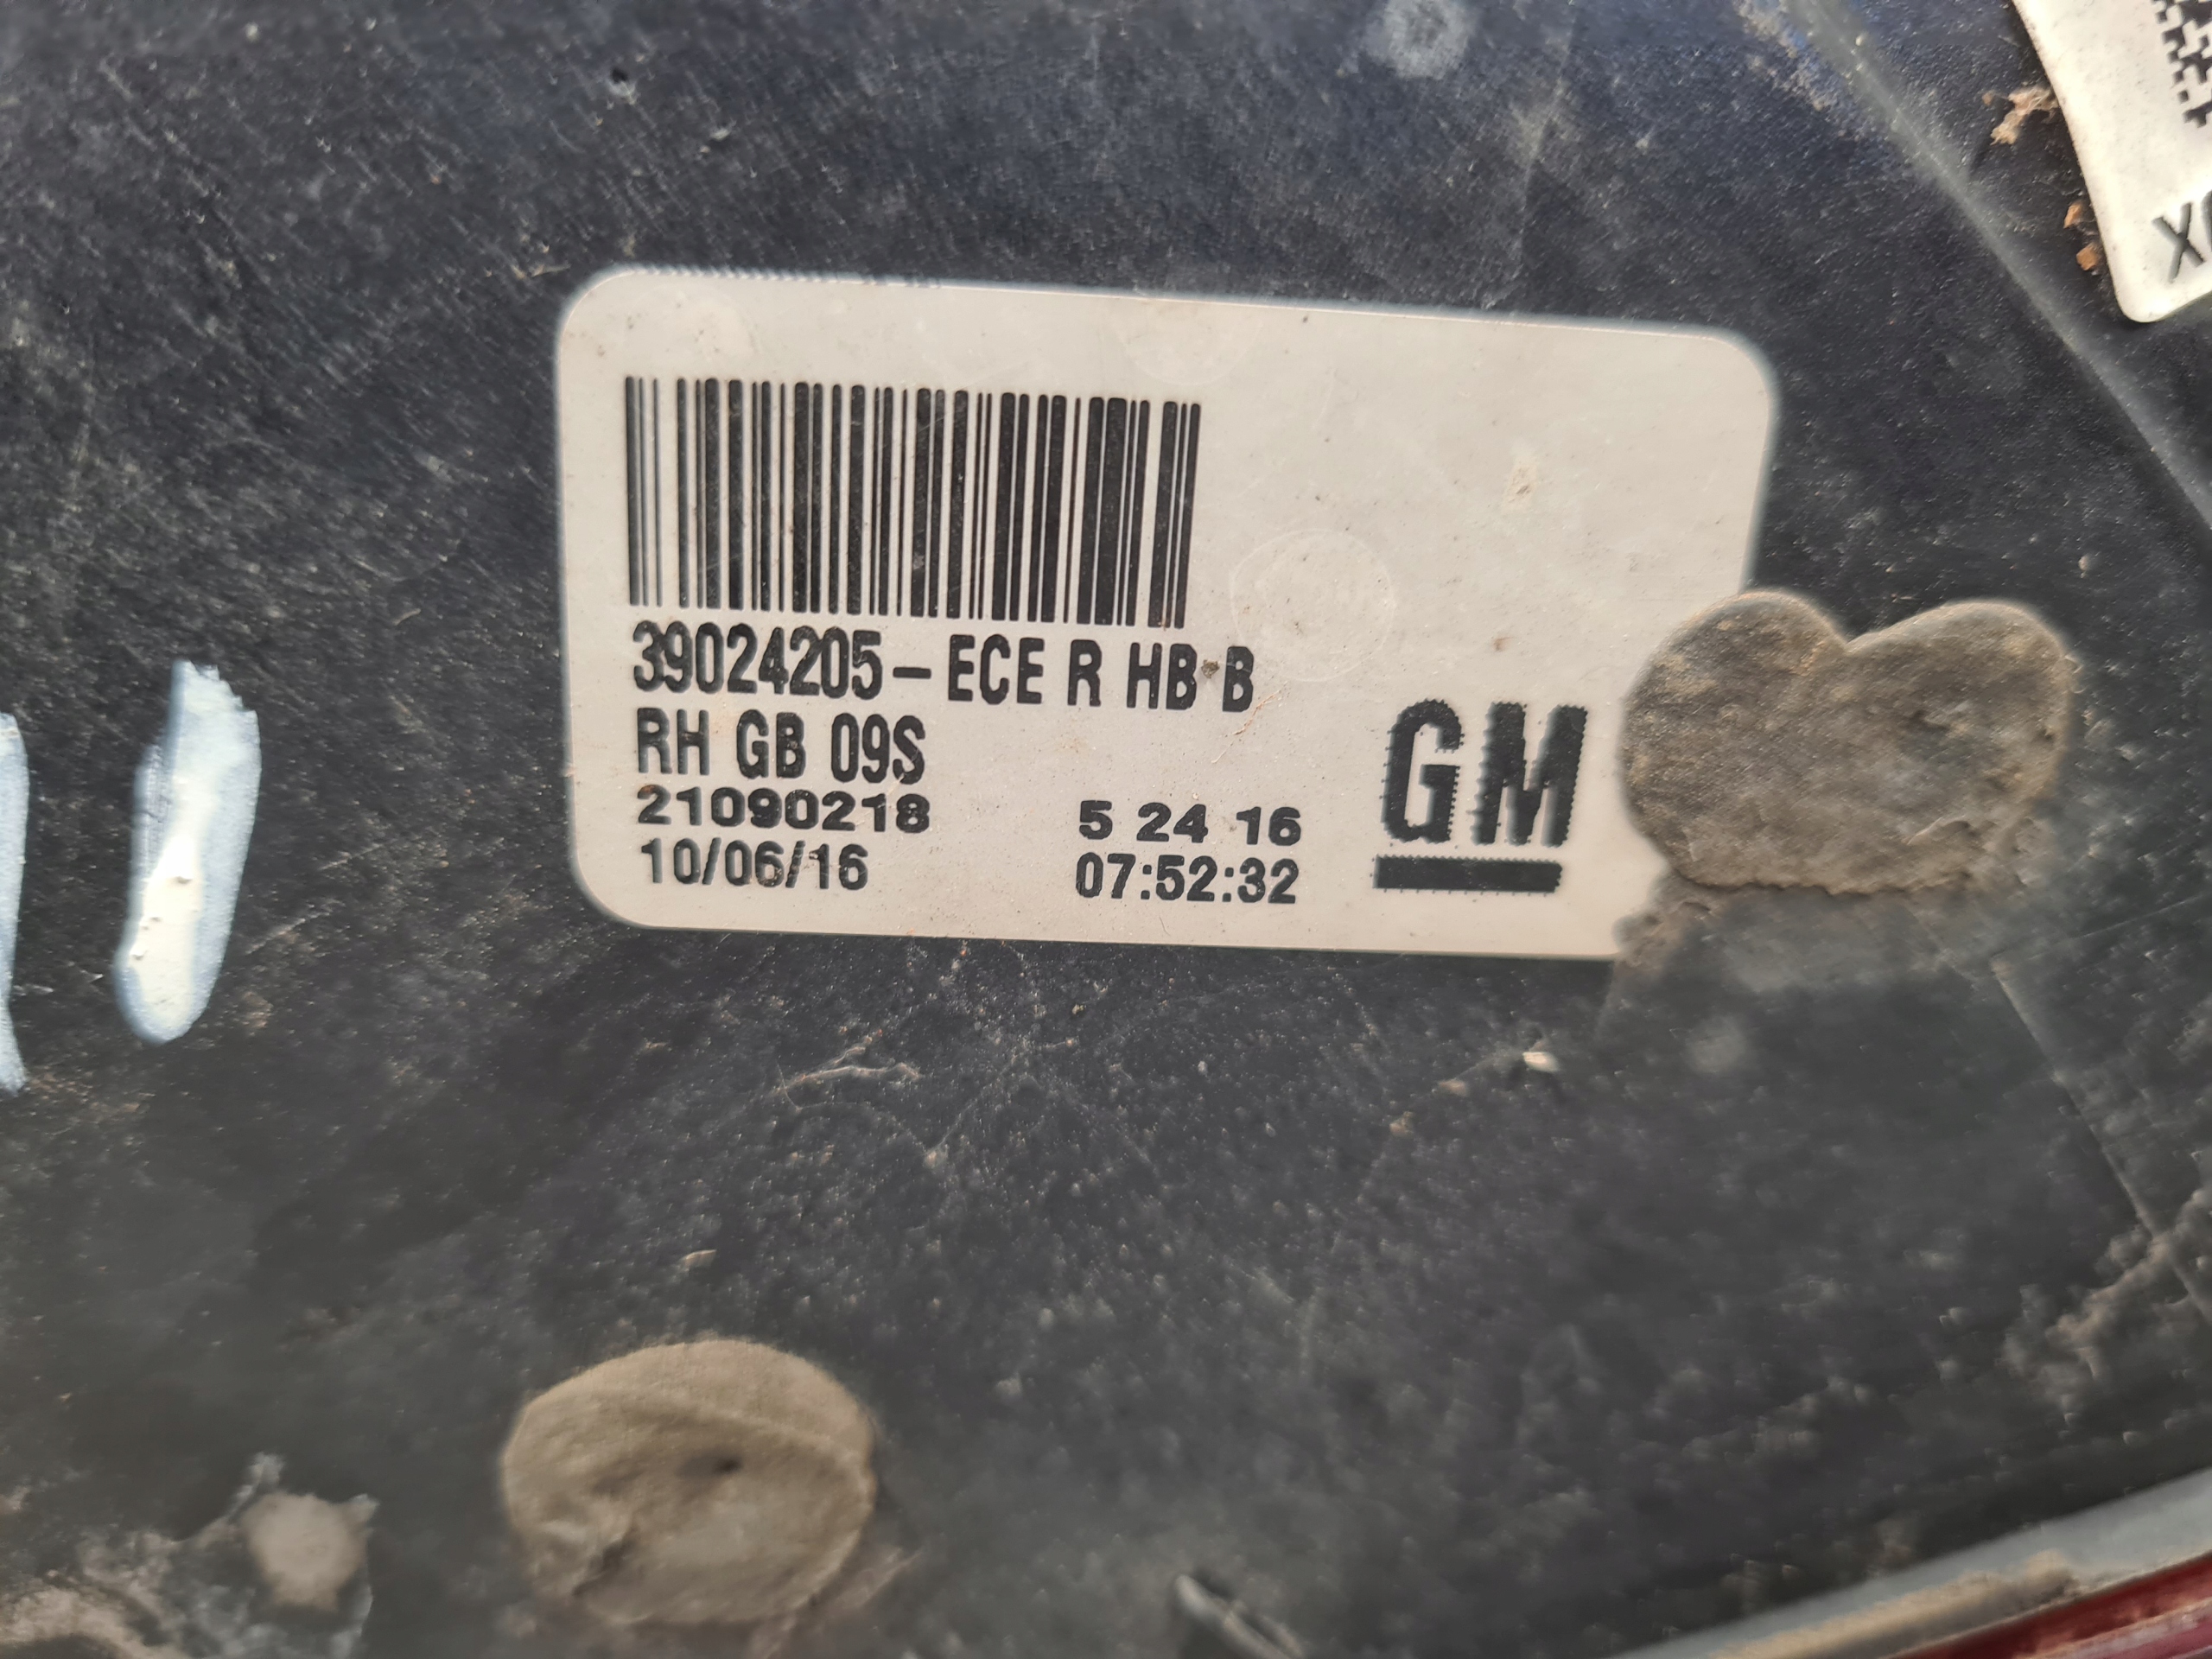 39024205-ECE R HB B
RH GB 09S
21090218 5 24 16
10/06/16 07:52:32
GM